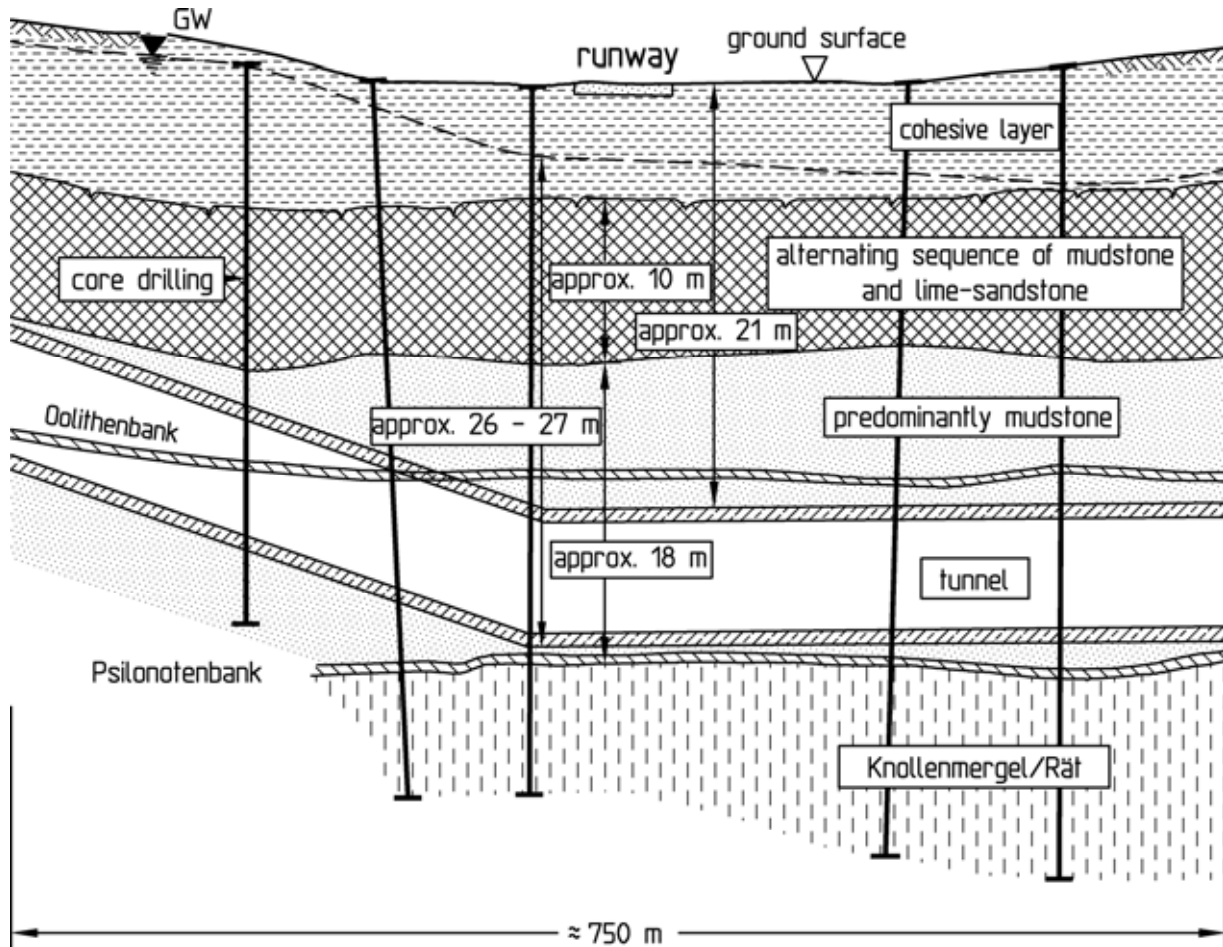 GW
ground surface
runway
cohesive layer
core drilling
approx. 10 m
alternating sequence of mudstone
and lime-sandstone
approx. 21 m
Oolithenbank
approx. 26 - 27 m
predominantly mudstone
approx. 18 m
tunnel
Psilonotenbank
Knollenmergel/Rät
≈ 750 m